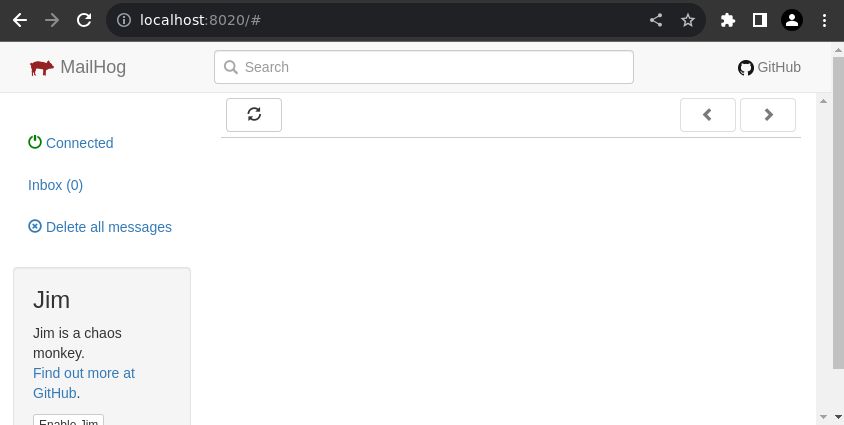 localhost:8020/#
MailHog
Search
GitHub
Connected
Inbox (0)
Delete all messages
Jim
Jim is a chaos
monkey.
Find out more at
GitHub.
Enable Jim